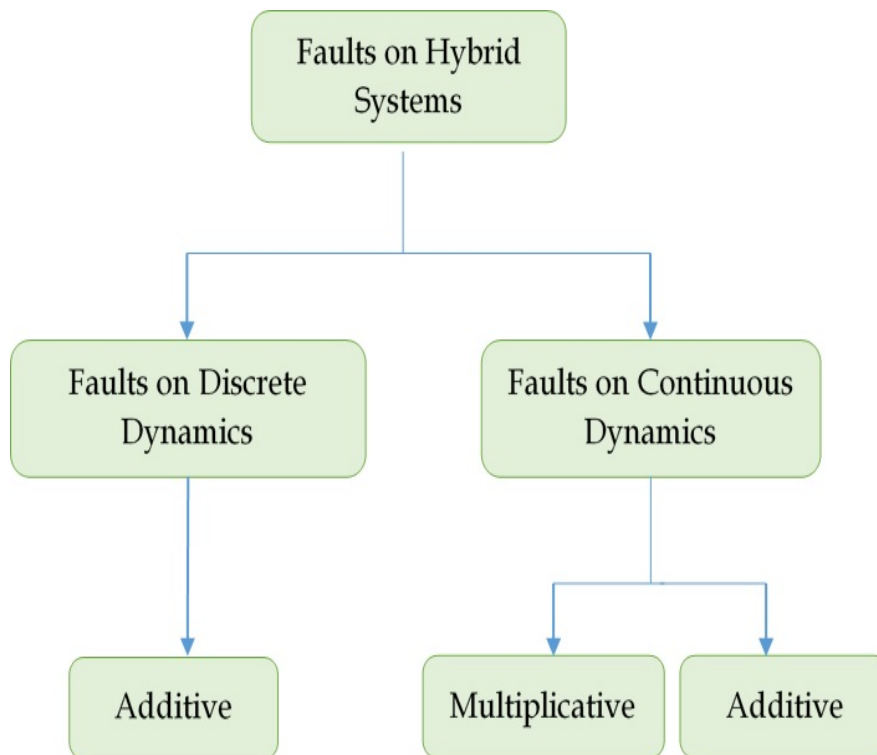 Faults on Hybrid
Systems
Faults on Discrete
Dynamics
Faults on Continuous
Dynamics
Additive
Multiplicative
Additive